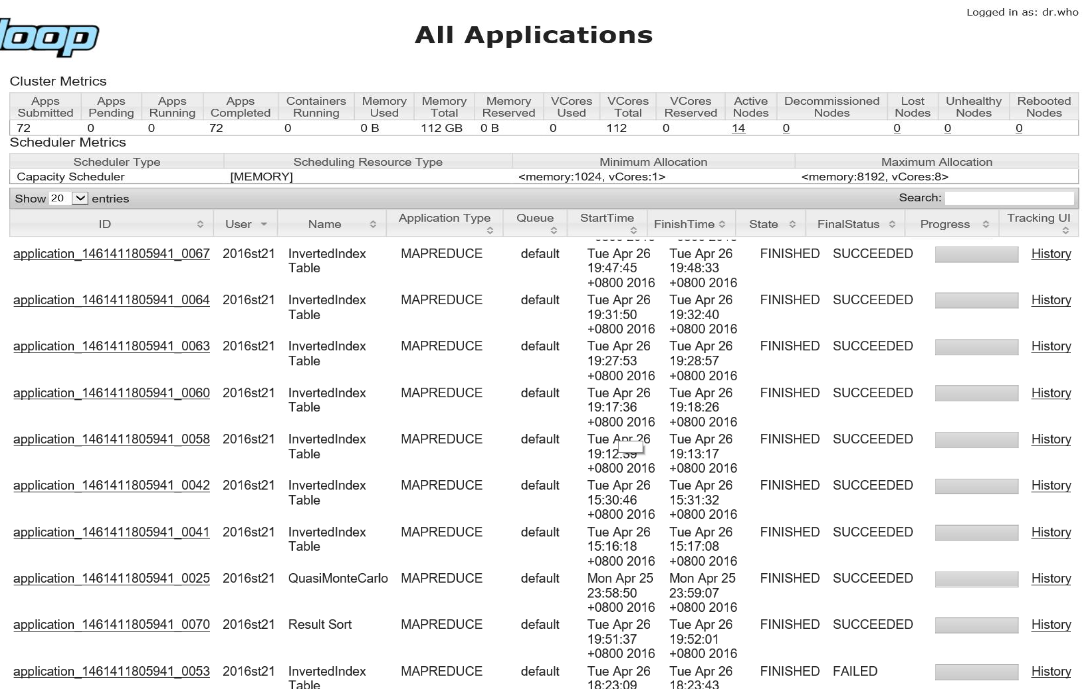 Logged in as: dr.who
loop
All Applications
Cluster Metrics
Apps Submitted Apps Pending Apps Running Apps Completed Containers Running Memory Used Memory Total Memory Reserved VCores Used VCores Total VCores Reserved Active Nodes Decommissioned Nodes Lost Nodes Unhealthy Nodes Rebooted Nodes
72 0 0 72 0 0 B 112 GB 0 B 0 112 0 14 0 0 0 0
Scheduler Metrics
Scheduler Type Scheduling Resource Type Minimum Allocation Maximum Allocation
Capacity Scheduler [MEMORY] <memory:1024, vCores:1> <memory:8192, vCores:8>
Show 20 entries Search:
ID User Name Application Type Queue StartTime FinishTime State FinalStatus Progress Tracking UI
application_1461411805941_0067 2016st21 InvertedIndex Table MAPREDUCE default Tue Apr 26 19:47:45 +0800 2016 Tue Apr 26 19:48:33 +0800 2016 FINISHED SUCCEEDED History
application_1461411805941_0064 2016st21 InvertedIndex Table MAPREDUCE default Tue Apr 26 19:31:50 +0800 2016 Tue Apr 26 19:32:40 +0800 2016 FINISHED SUCCEEDED History
application_1461411805941_0063 2016st21 InvertedIndex Table MAPREDUCE default Tue Apr 26 19:27:53 +0800 2016 Tue Apr 26 19:28:57 +0800 2016 FINISHED SUCCEEDED History
application_1461411805941_0060 2016st21 InvertedIndex Table MAPREDUCE default Tue Apr 26 19:17:36 +0800 2016 Tue Apr 26 19:18:26 +0800 2016 FINISHED SUCCEEDED History
application_1461411805941_0058 2016st21 InvertedIndex Table MAPREDUCE default Tue Apr 26 +0800 2016 Tue Apr 26 19:13:17 +0800 2016 FINISHED SUCCEEDED History
application_1461411805941_0042 2016st21 InvertedIndex Table MAPREDUCE default Tue Apr 26 15:30:46 +0800 2016 Tue Apr 26 15:31:32 +0800 2016 FINISHED SUCCEEDED History
application_1461411805941_0041 2016st21 InvertedIndex Table MAPREDUCE default Tue Apr 26 15:16:18 +0800 2016 Tue Apr 26 15:17:08 +0800 2016 FINISHED SUCCEEDED History
application_1461411805941_0025 2016st21 QuasiMonteCarlo MAPREDUCE default Mon Apr 25 23:58:50 +0800 2016 Mon Apr 25 23:59:07 +0800 2016 FINISHED SUCCEEDED History
application_1461411805941_0070 2016st21 Result Sort MAPREDUCE default Tue Apr 26 19:51:37 +0800 2016 Tue Apr 26 19:52:01 +0800 2016 FINISHED SUCCEEDED History
application_1461411805941_0053 2016st21 InvertedIndex Table MAPREDUCE default Tue Apr 26 18:23:09 Tue Apr 26 18:23:43 FINISHED FAILED History